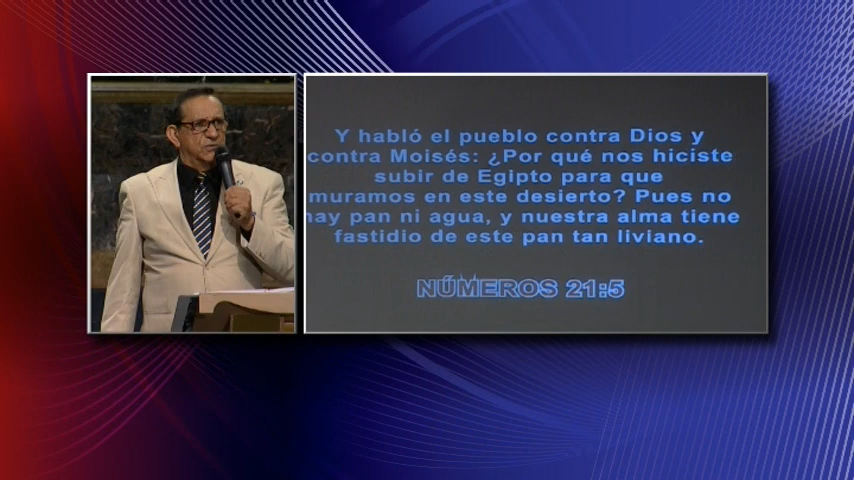 Y habló el pueblo contra Dios y
contra Moisés: ¿Por qué nos hiciste
subir de Egipto para que
muramos en este desierto? Pues no
hay pan ni agua, y nuestra alma tiene
fastidio de este pan tan liviano.
NÚMEROS 21:5